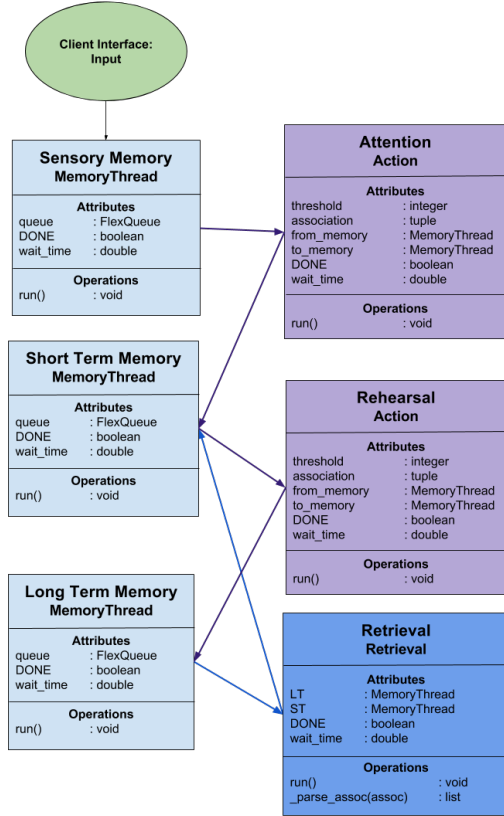 Client Interface:
Input
Sensory Memory
MemoryThread
Attributes
queue : FlexQueue
DONE : boolean
wait_time : double
Operations
run() : void
Attention
Action
Attributes
threshold : integer
association : tuple
from_memory : MemoryThread
to_memory : MemoryThread
DONE : boolean
wait_time : double
Operations
run() : void
Short Term Memory
MemoryThread
Attributes
queue : FlexQueue
DONE : boolean
wait_time : double
Operations
run() : void
Rehearsal
Action
Attributes
threshold : integer
association : tuple
from_memory : MemoryThread
to_memory : MemoryThread
DONE : boolean
wait_time : double
Operations
run() : void
Long Term Memory
MemoryThread
Attributes
queue : FlexQueue
DONE : boolean
wait_time : double
Operations
run() : void
Retrieval
Retrieval
Attributes
LT : MemoryThread
ST : MemoryThread
DONE : boolean
wait_time : double
Operations
run() : void
_parse_assoc(assoc) : list